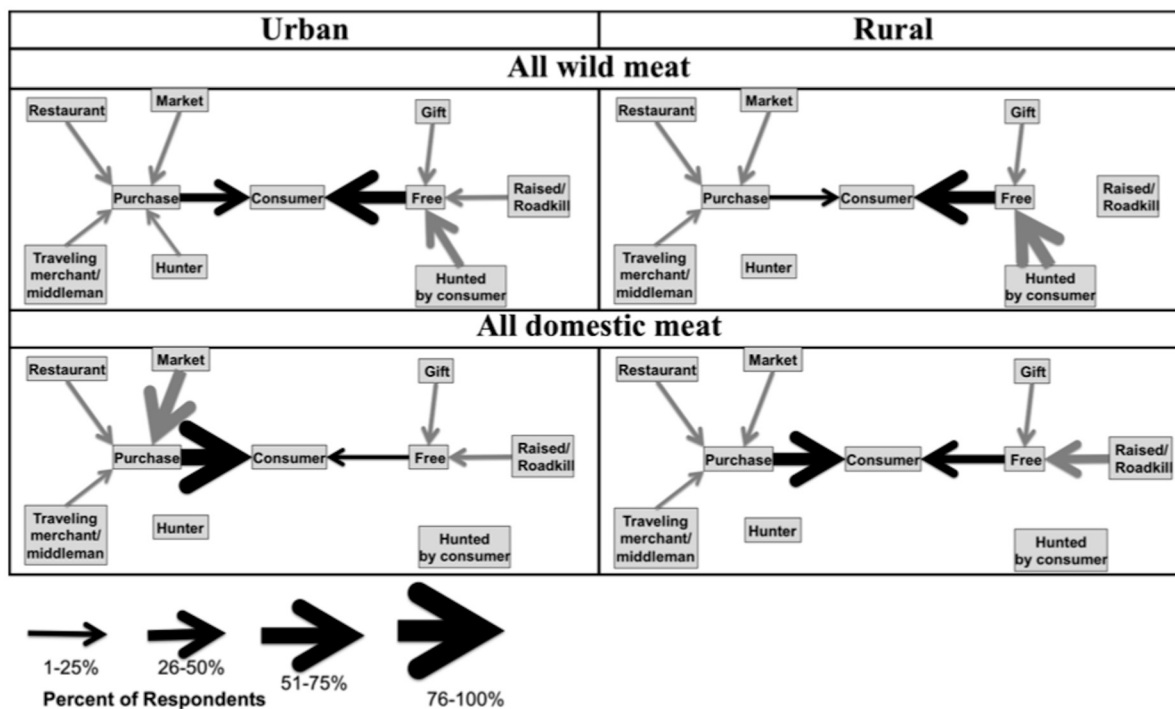 Urban
Rural
All wild meat
Restaurant
Market
Gift
Purchase
Consumer
Free
Raised/
Roadkill
Traveling
merchant/
middleman
Hunter
Hunted
by consumer
Restaurant
Market
Gift
Purchase
Consumer
Free
Raised/
Roadkill
Traveling
merchant/
middleman
Hunter
Hunted
by consumer
All domestic meat
Restaurant
Market
Gift
Purchase
Consumer
Free
Raised/
Roadkill
Traveling
merchant/
middleman
Hunter
Hunted
by consumer
Restaurant
Market
Gift
Purchase
Consumer
Free
Raised/
Roadkill
Traveling
merchant/
middleman
Hunter
Hunted
by consumer
1-25%
26-50%
51-75%
76-100%
Percent of Respondents